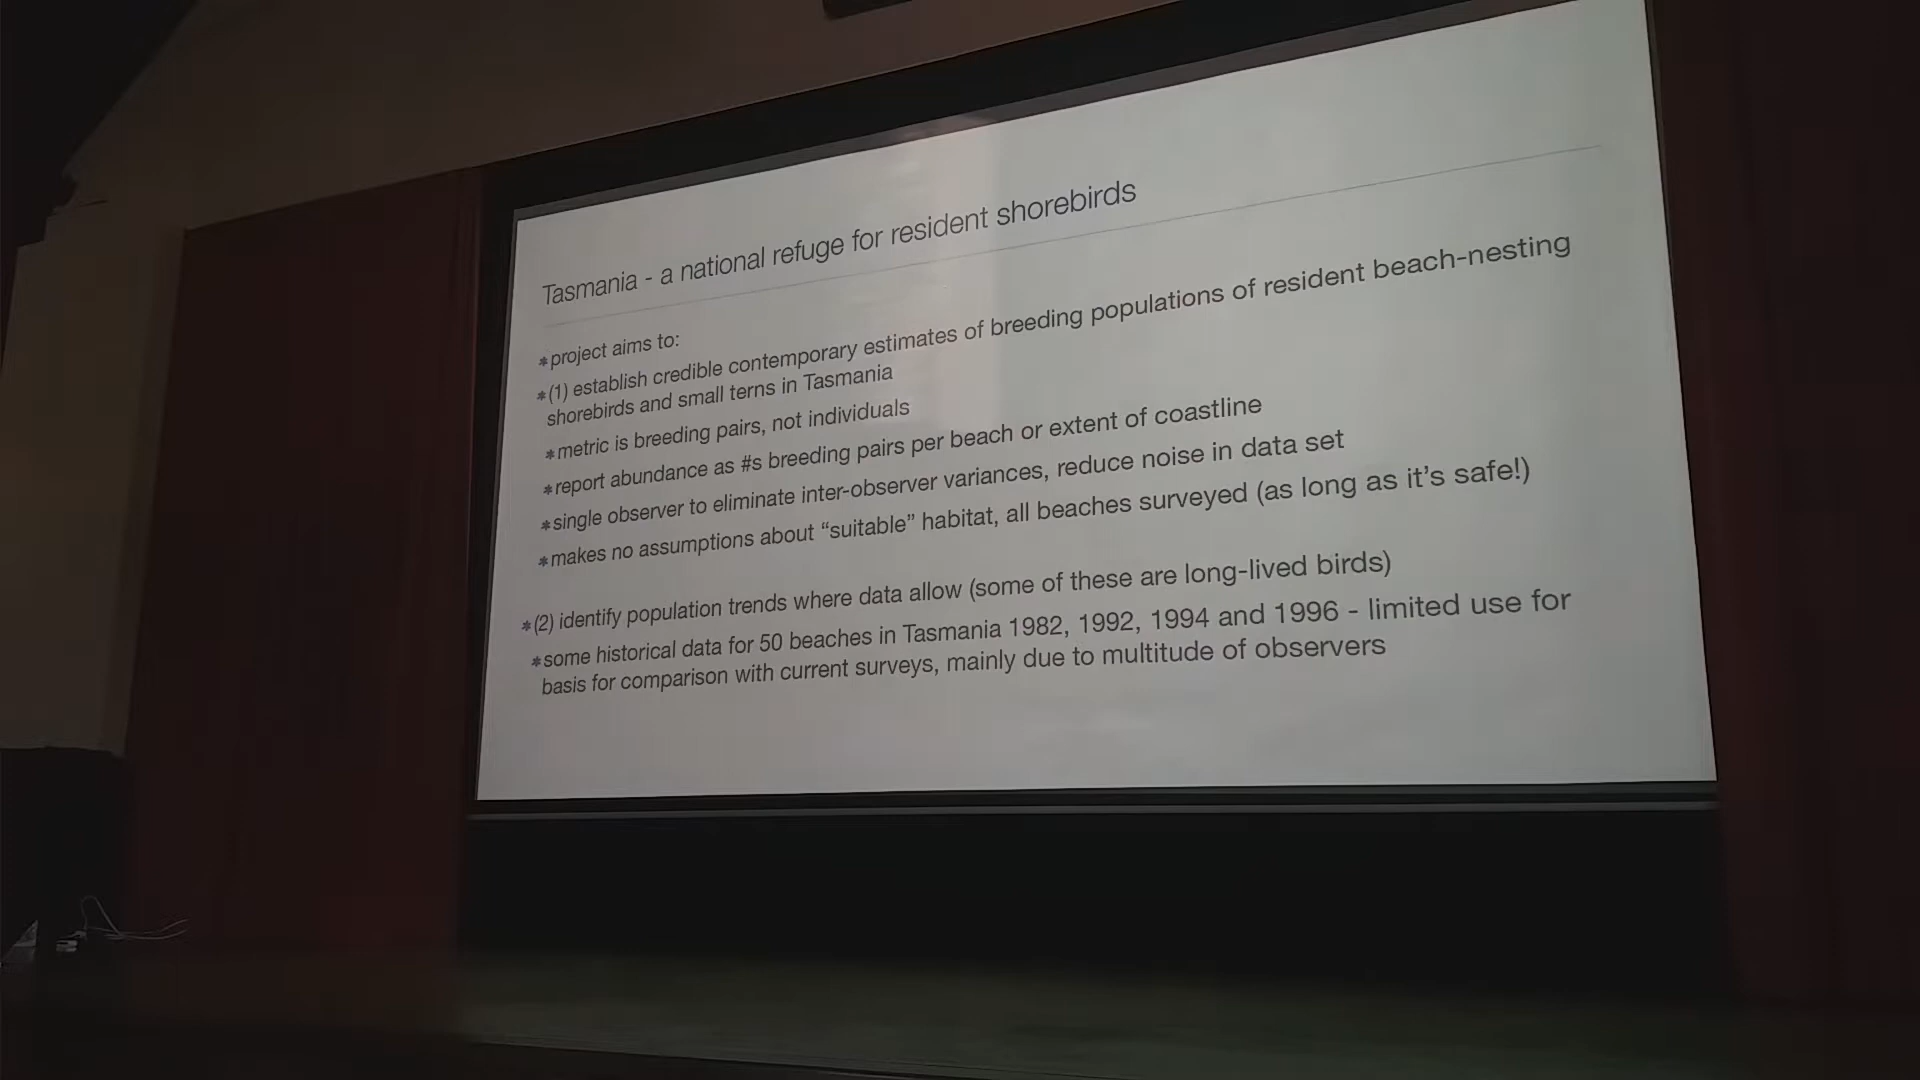 Tasmania - a national refuge for resident shorebirds
*project aims to:
*(1) establish credible contemporary estimates of breeding populations of resident beach-nesting
shorebirds and small terns in Tasmania
*metric is breeding pairs, not individuals
*report abundance as #s breeding pairs per beach or extent of coastline
*single observer to eliminate inter-observer variances, reduce noise in data set
*makes no assumptions about “suitable” habitat, all beaches surveyed (as long as it’s safe!)
*(2) identify population trends where data allow (some of these are long-lived birds)
*some historical data for 50 beaches in Tasmania 1982, 1992, 1994 and 1996 - limited use for
basis for comparison with current surveys, mainly due to multitude of observers